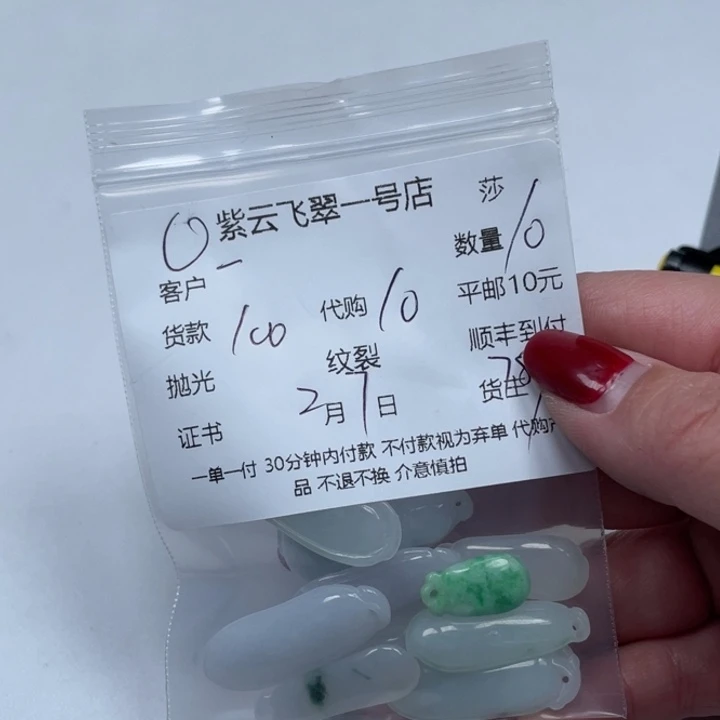 紫云飞翠一号店 莎
数量 10
客户
平邮10元
货款 100 代购 10
顺丰到付
纹裂
抛光
货主
2月7日
证书
一单一付 30分钟内付款 不付款视为弃单 代购
品 不退不换 介意慎拍